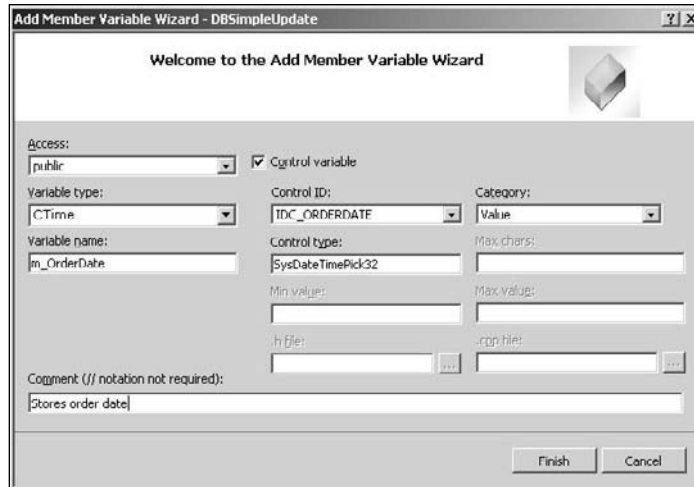 Add Member Variable Wizard - DBSimpleUpdate
Welcome to the Add Member Variable Wizard
Access:
public
Control variable
Variable type:
Control ID:
Category:
CTime
IDC_ORDERDATE
Value
Variable name:
Control type:
Max chars:
m_OrderDate
SysDateTimePick32
Min value:
Max value:
.h file:
.cpp file:
...
...
Comment (// notation not required):
Stores order date
Finish
Cancel